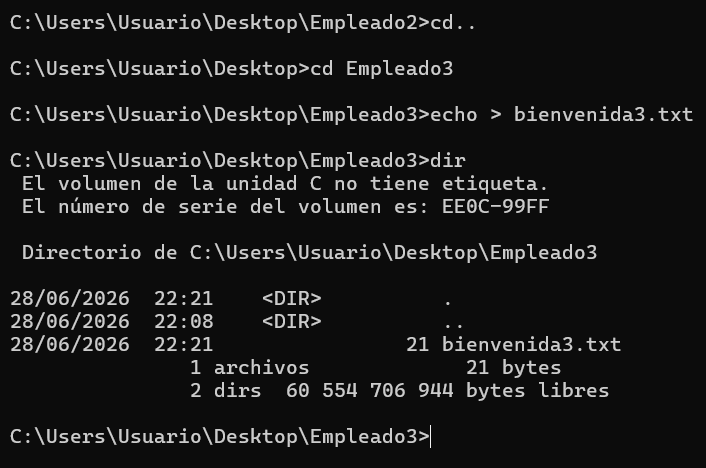 C:\Users\Usuario\Desktop\Empleado2>cd..
C:\Users\Usuario\Desktop>cd Empleado3
C:\Users\Usuario\Desktop\Empleado3>echo > bienvenida3.txt
C:\Users\Usuario\Desktop\Empleado3>dir
 El volumen de la unidad C no tiene etiqueta.
 El número de serie del volumen es: EE0C-99FF
 Directorio de C:\Users\Usuario\Desktop\Empleado3
28/06/2026  22:21    <DIR>          .
28/06/2026  22:08    <DIR>          ..
28/06/2026  22:21                21 bienvenida3.txt
               1 archivos             21 bytes
               2 dirs  60 554 706 944 bytes libres
C:\Users\Usuario\Desktop\Empleado3>